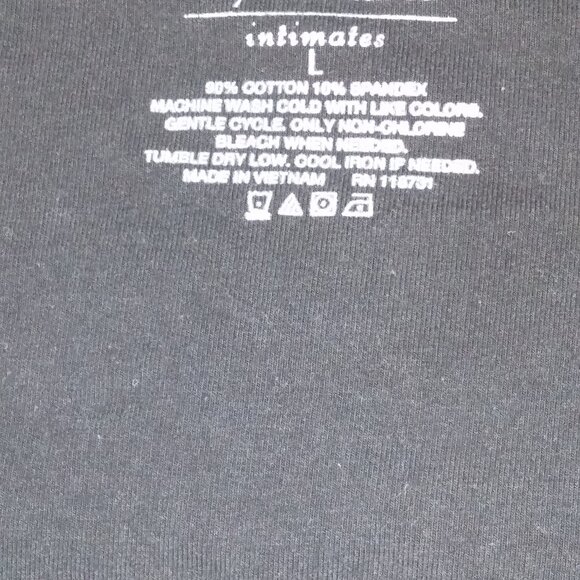 intimates
L
90% COTTON 10% SPANDEX
MACHINE WASH COLD WITH LIKE COLORS.
GENTLE CYCLE. ONLY NON-CHLORINE
BLEACH WHEN NEEDED.
TUMBLE DRY LOW. COOL IRON IF NEEDED.
MADE IN VIETNAM RN